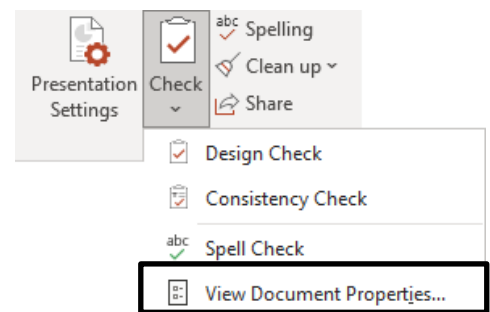 Presentation
Settings
Check
abc Spelling
Clean up
Share
Design Check
Consistency Check
abc Spell Check
View Document Properties...